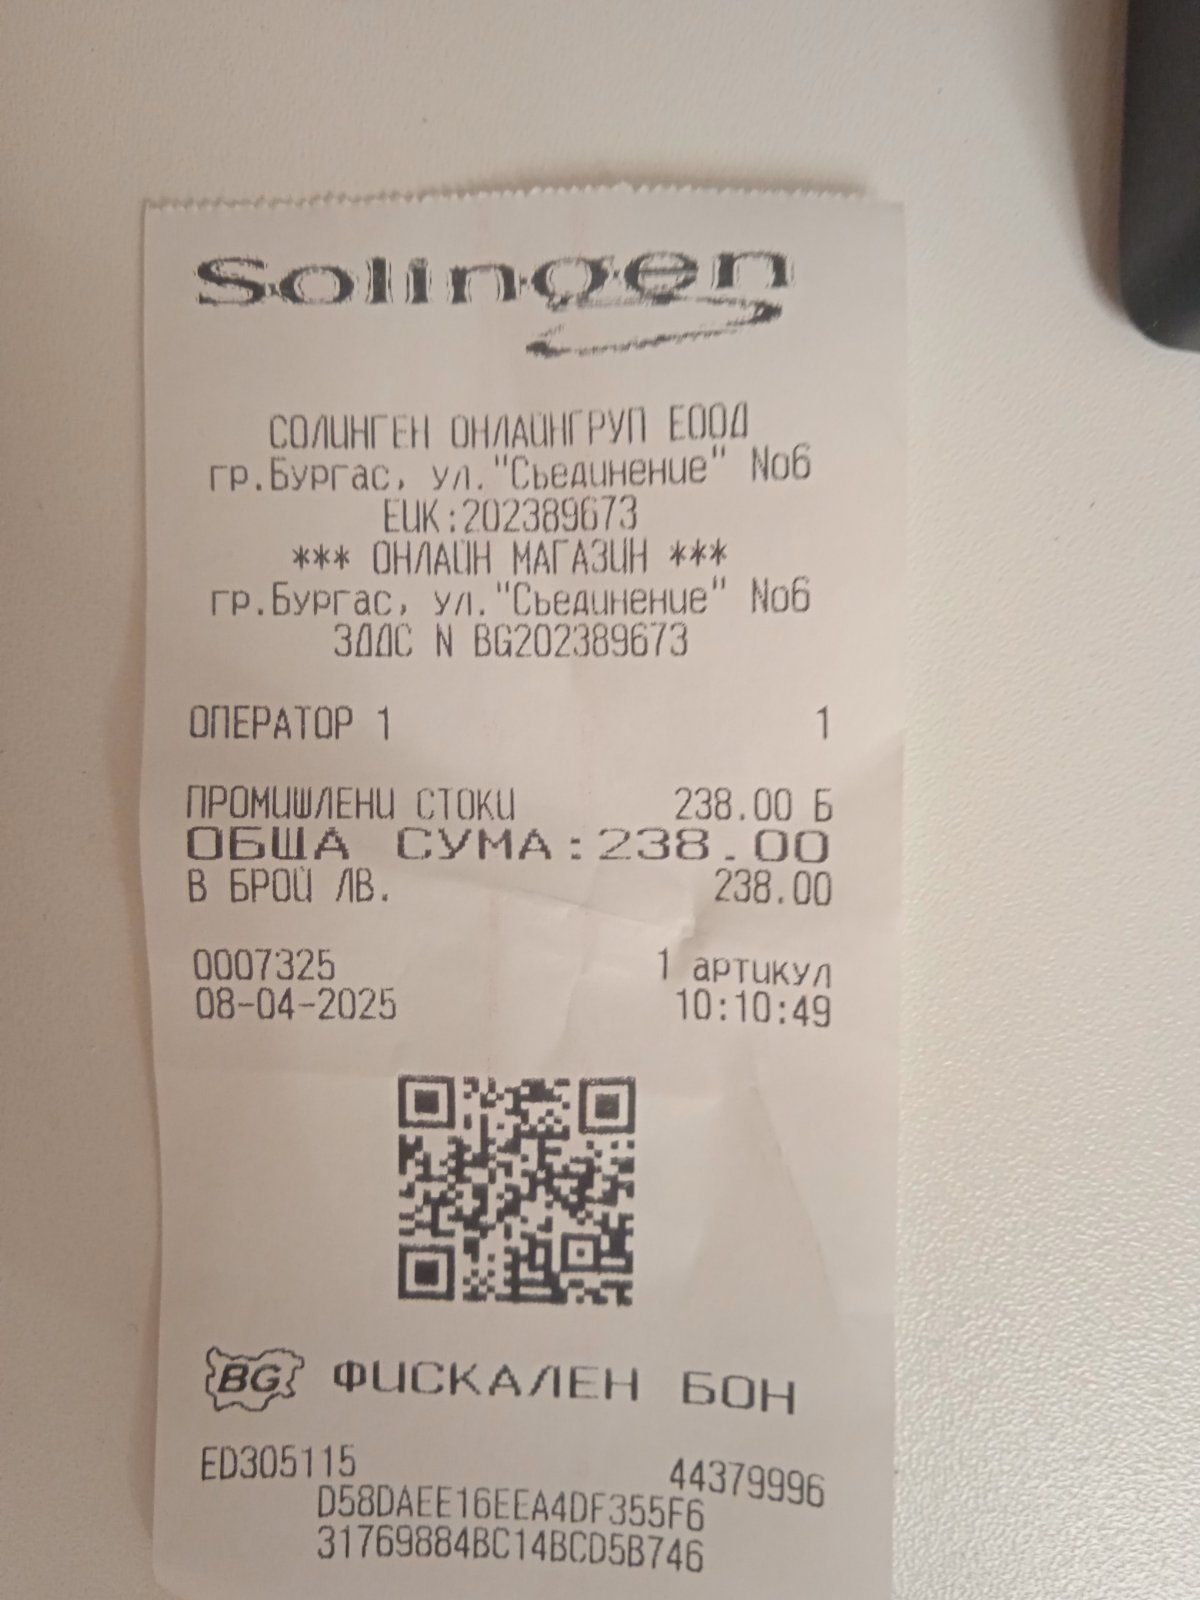 Solingen
СОЛИНГЕН ОНЛАЙНГРУП ЕООД
гр.Бургас, ул."Съединение" No6
ЕИК:202389673
*** ОНЛАЙН МАГАЗИН ***
гр.Бургас, ул."Съединение" No6
ЗДДС N BG202389673
ОПЕРАТОР 1 1
ПРОМИШЛЕНИ СТОКИ 238.00 Б
ОБЩА СУМА:238.00
В БРОЙ ЛВ. 238.00
0007325 1 артикул
08-04-2025 10:10:49
BG ФИСКАЛЕН БОН
ED305115 44379996
D58DAEE16EEA4DF355F6
31769884BC14BCD5B746